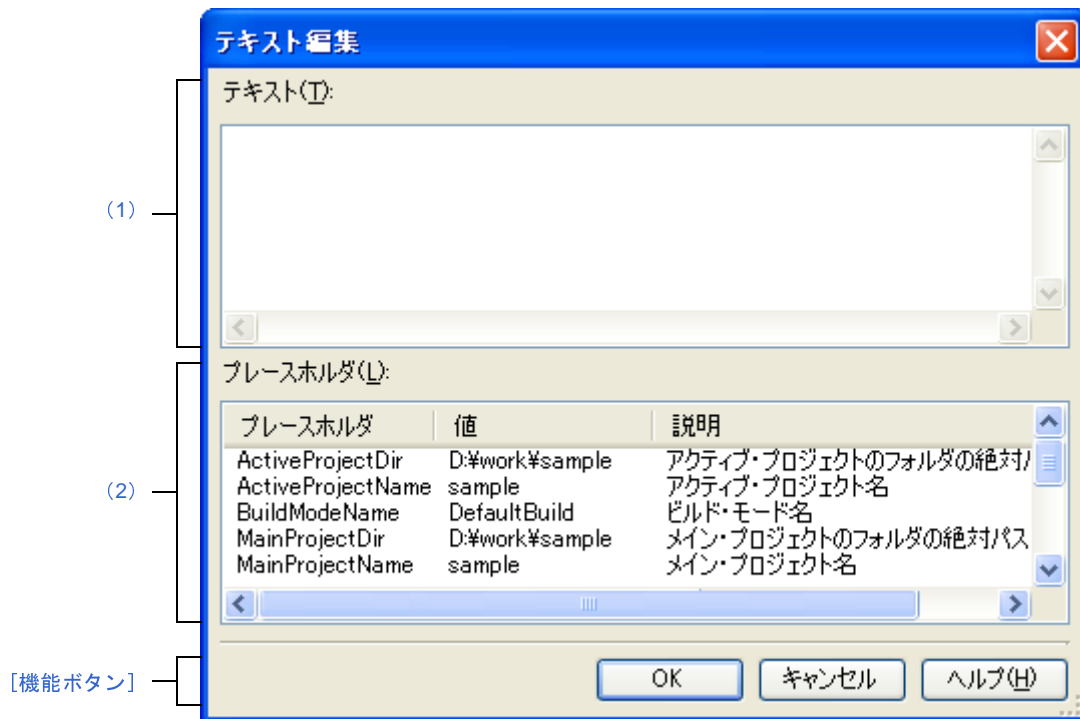 テキスト編集
テキスト(T):
(1)
プレースホルダ(L):
プレースホルダ 値 説明
ActiveProjectDir D:¥work¥sample アクティブ・プロジェクトのフォルダの絶対パ
ActiveProjectName sample アクティブ・プロジェクト名
(2)
BuildModeName DefaultBuild ビルド・モード名
MainProjectDir D:¥work¥sample メイン・プロジェクトのフォルダの絶対パス
MainProjectName sample メイン・プロジェクト名
[機能ボタン]
OK キャンセル ヘルプ(H)